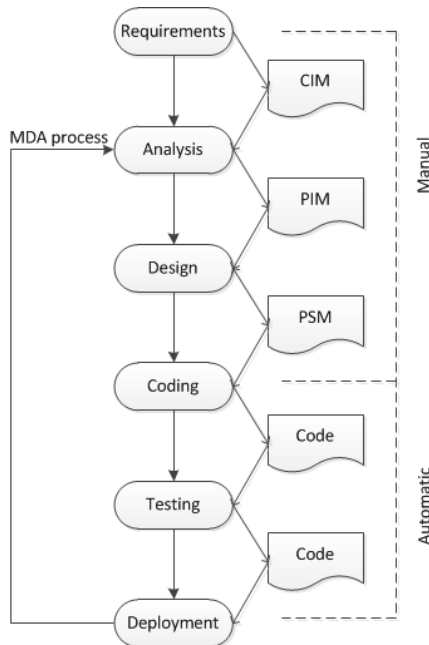 Requirements
CIM
MDA process
Analysis
Manual
PIM
Design
PSM
Coding
Code
Testing
Automatic
Code
Deployment